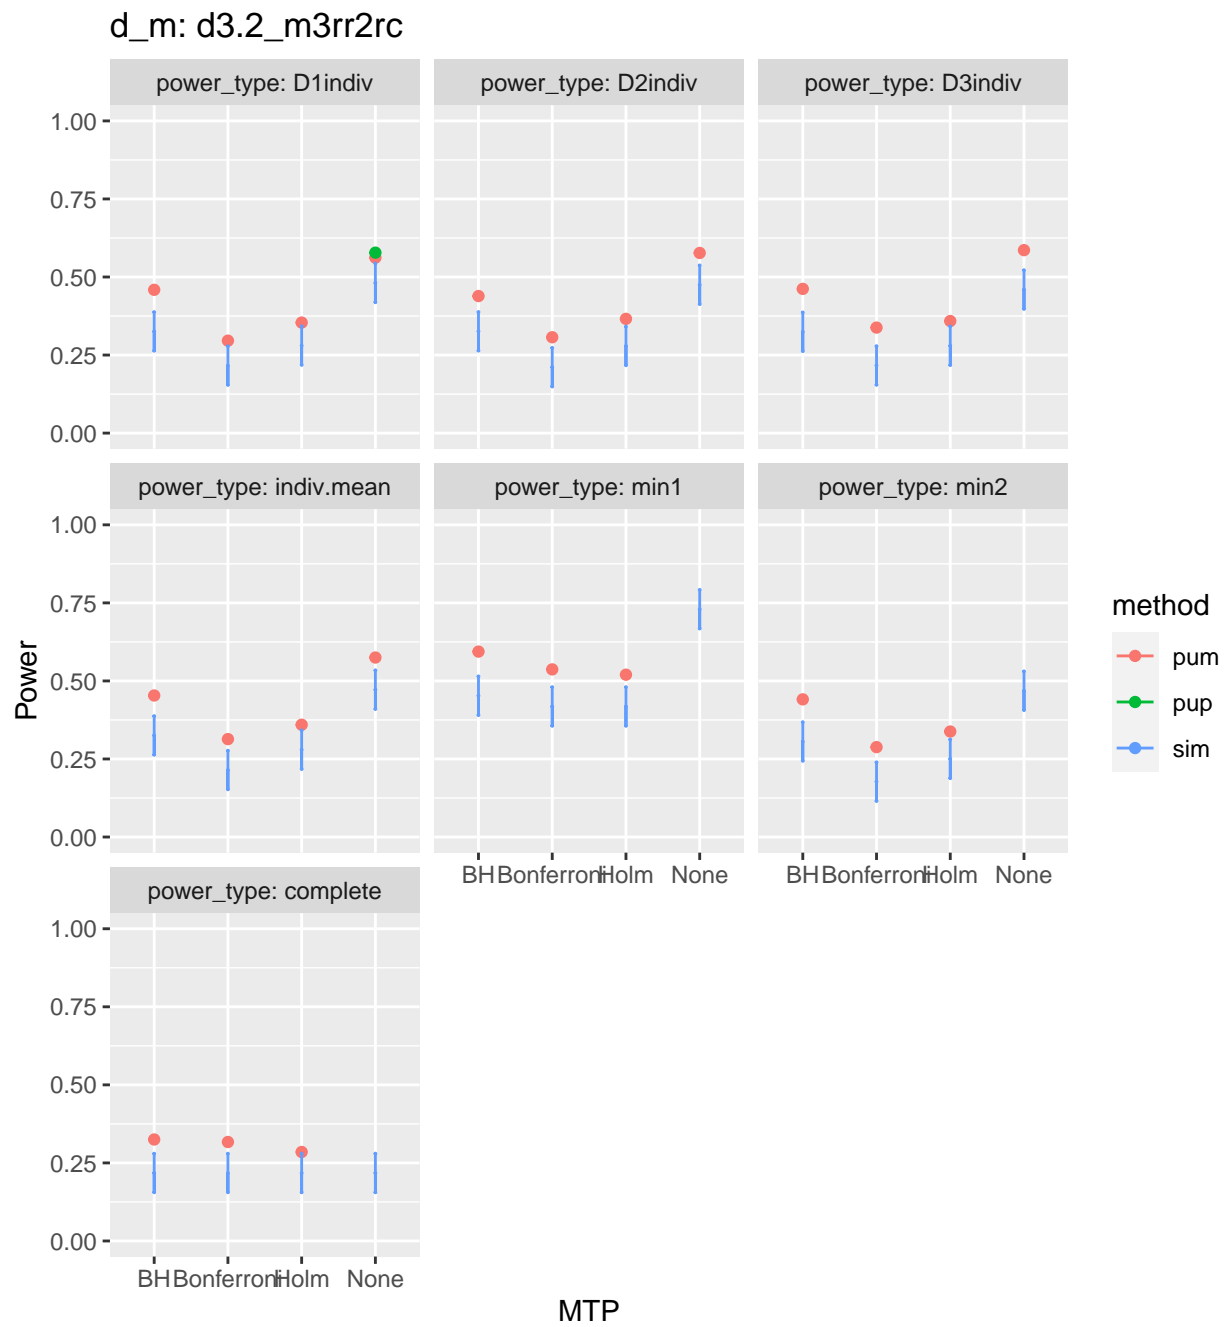 d_m: d3.2_m3rr2rc
power_type: D1indiv
power_type: D2indiv
power_type: D3indiv
1.00
0.75
0.50
0.25
0.00
power_type: indiv.mean
power_type: min1
power_type: min2
1.00
0.75
0.50
0.25
0.00
BH Bonferroni Holm None
BH Bonferroni Holm None
power_type: complete
1.00
0.75
0.50
0.25
0.00
BH Bonferroni Holm None
MTP
Power
method
pum
pup
sim